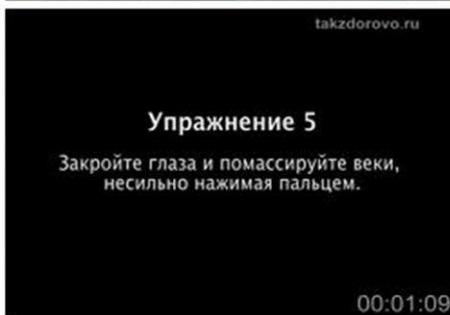 takzdorovo.ru
Упражнение 5
Закройте глаза и помассируйте веки,
несильно нажимая пальцем.
00:01:09